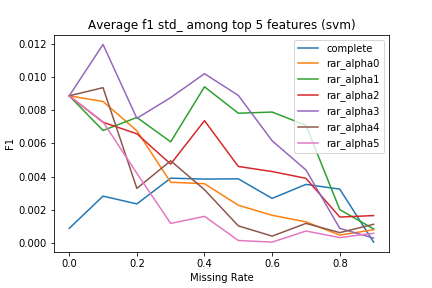 Average f1 std_ among top 5 features (svm)
0.012
0.010
0.008
0.006
0.004
0.002
0.000
F1
complete
rar_alpha0
rar_alpha1
rar_alpha2
rar_alpha3
rar_alpha4
rar_alpha5
0.0 0.2 0.4 0.6 0.8
Missing Rate